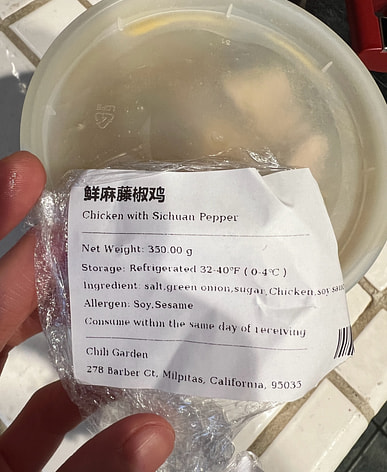 鲜麻藤椒鸡
Chicken with Sichuan Pepper
Net Weight: 350.00 g
Storage: Refrigerated 32-40°F ( 0-4°C )
Ingredient: salt,green onion,sugar,Chicken,soy sauc
Allergen: Soy,Sesame
Consume within the same day of receiving
Chili Garden
278 Barber Ct, Milpitas, California, 95035